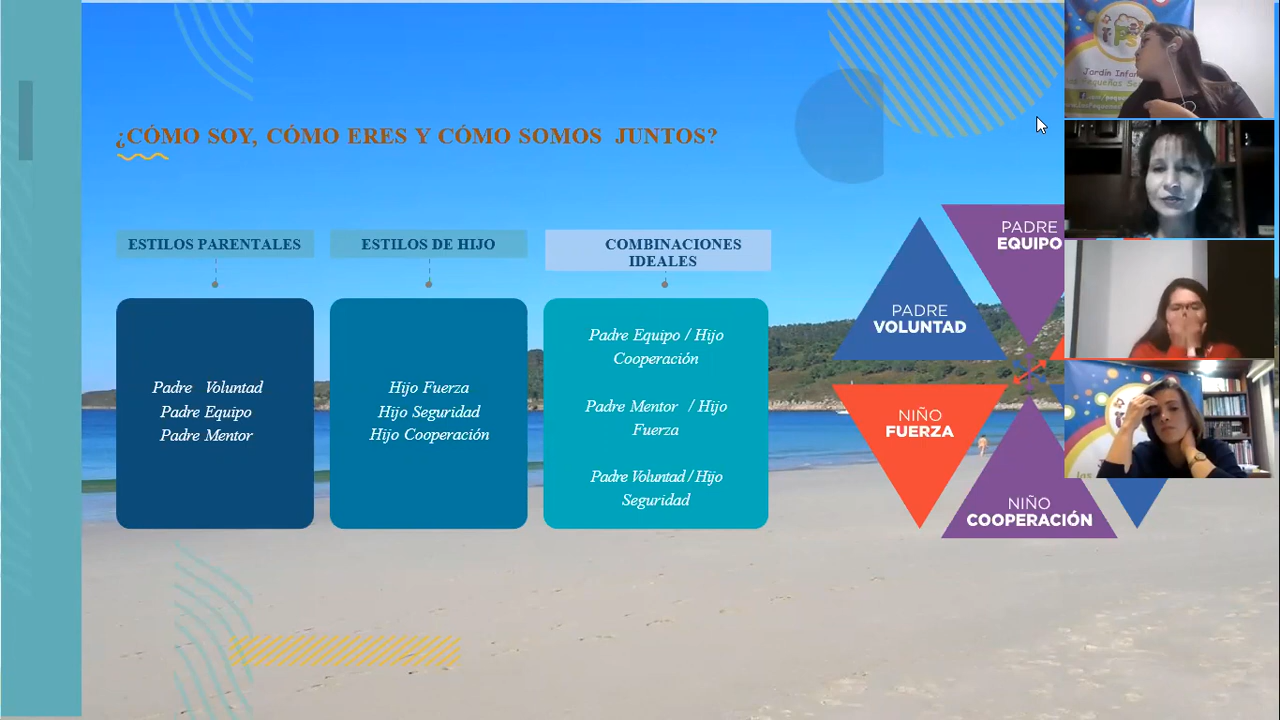 ¿CÓMO SOY, CÓMO ERES Y CÓMO SOMOS JUNTOS?
ESTILOS PARENTALES
Padre Voluntad
Padre Equipo
Padre Mentor
ESTILOS DE HIJO
Hijo Fuerza
Hijo Seguridad
Hijo Cooperación
COMBINACIONES
IDEALES
Padre Equipo / Hijo
Cooperación
Padre Mentor / Hijo
Fuerza
Padre Voluntad / Hijo
Seguridad
PADRE
EQUIPO
PADRE
VOLUNTAD
NIÑO
FUERZA
NIÑO
COOPERACIÓN
Jardín Infan